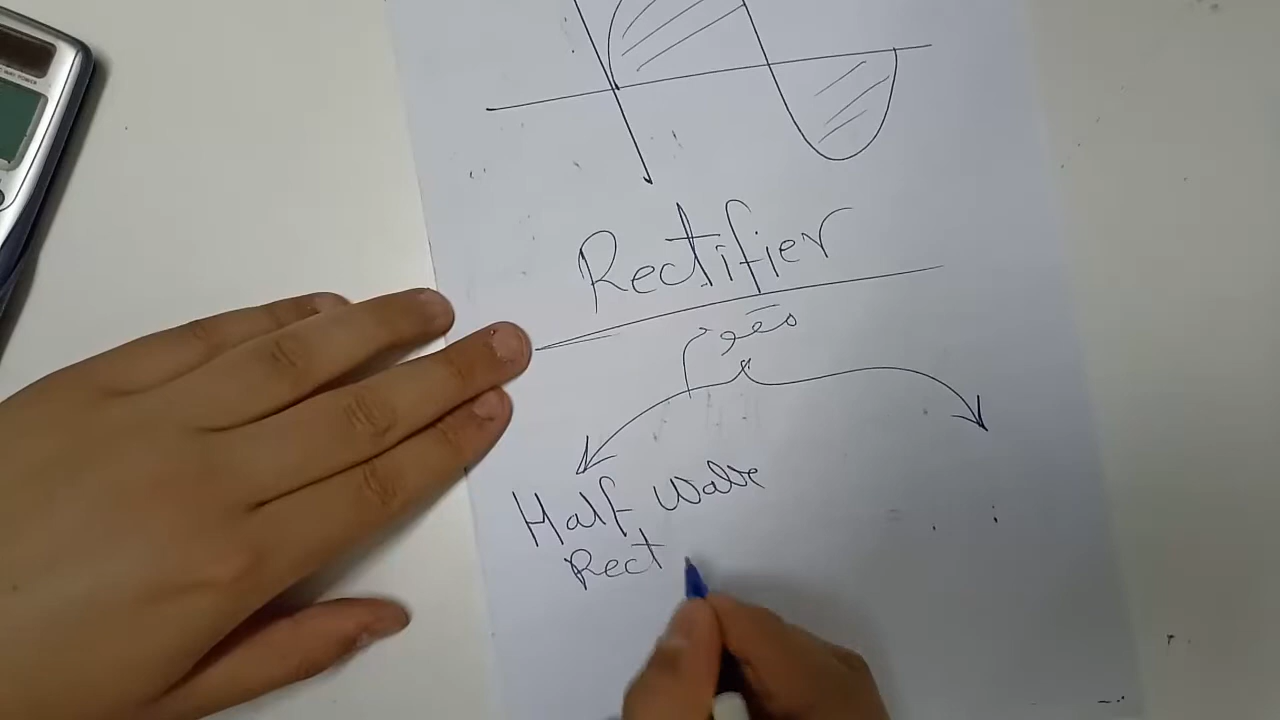 Rectifier
مقوم
Half wave
Rect